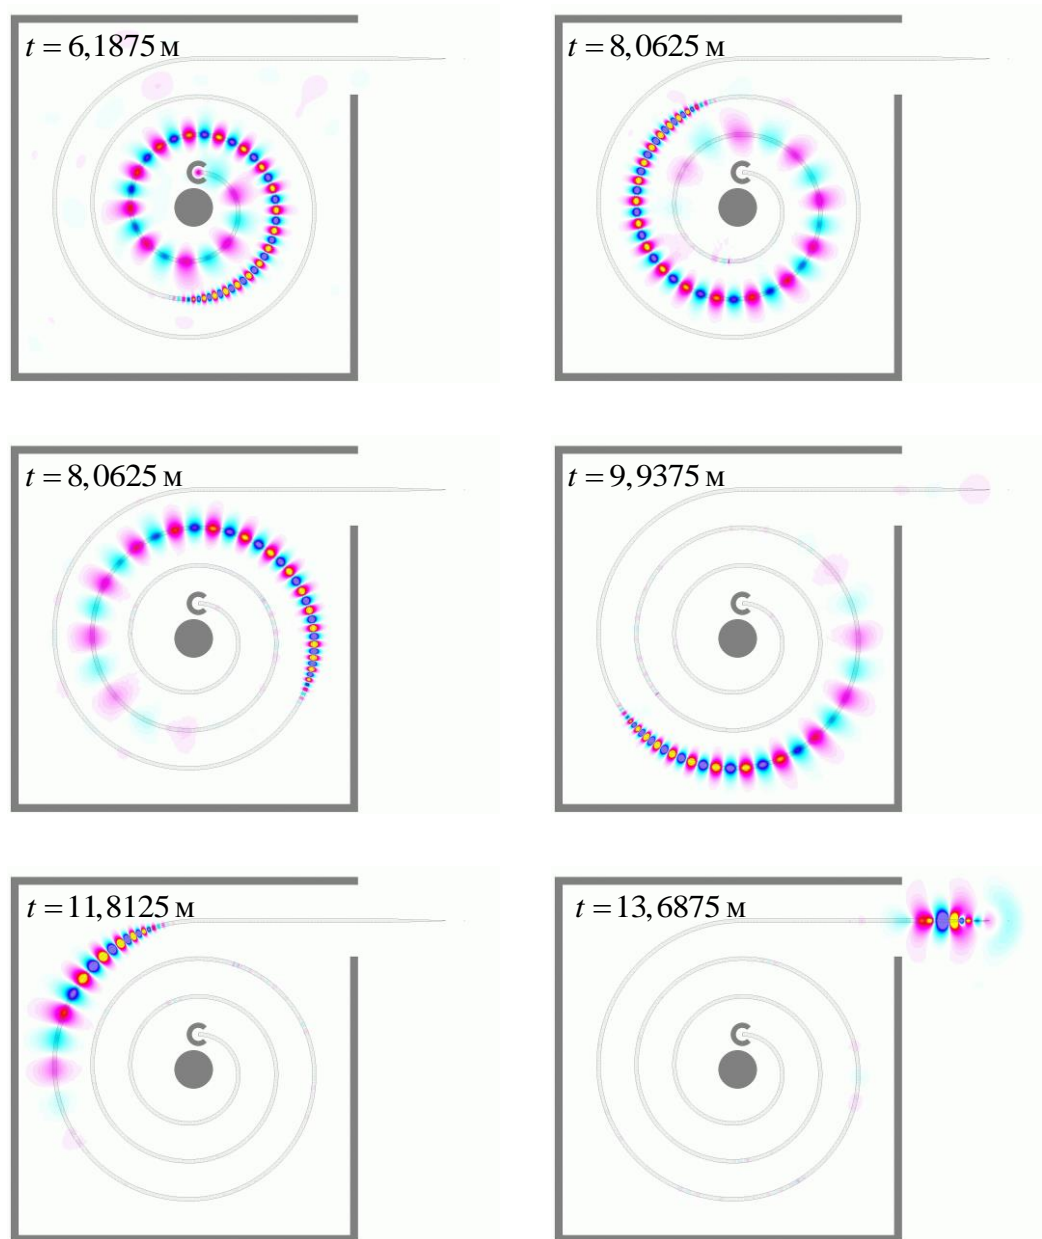 t = 6,1875 м
t = 8,0625 м
t = 8,0625 м
t = 9,9375 м
t = 11,8125 м
t = 13,6875 м